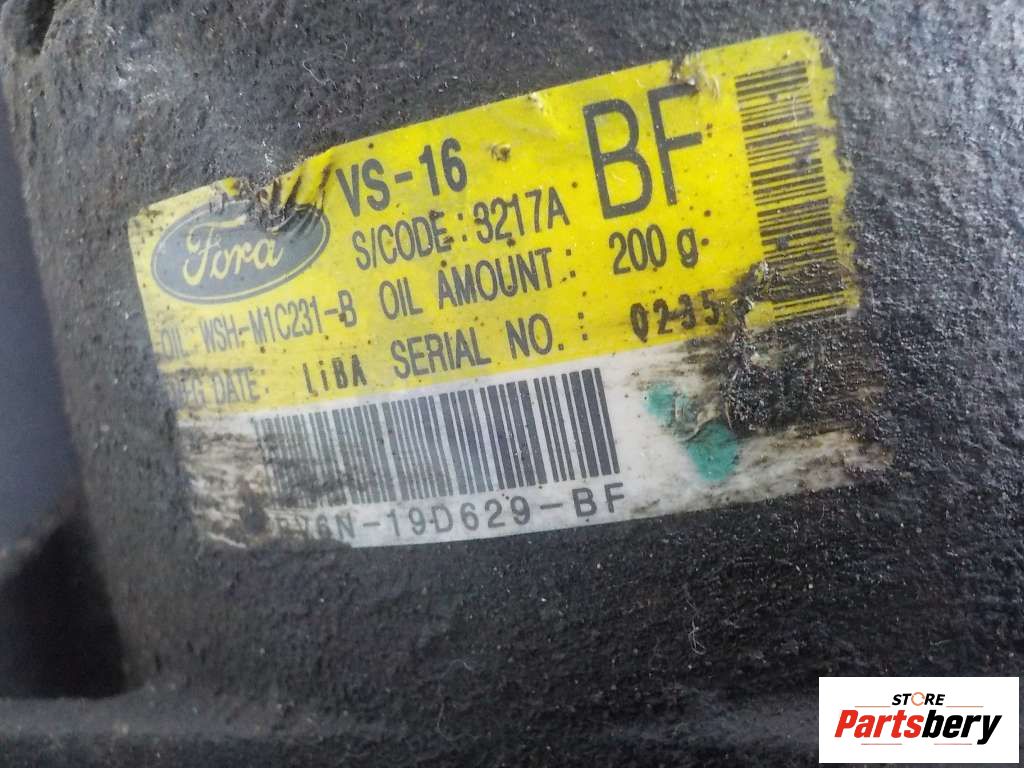 Ford
VS-16
BF
S/CODE : 3217A
OIL WSH-M1C231-B OIL AMOUNT : 200 g
DATE: LiBA SERIAL NO. : 0235
76N-19D629-BF
STORE
Partsbery